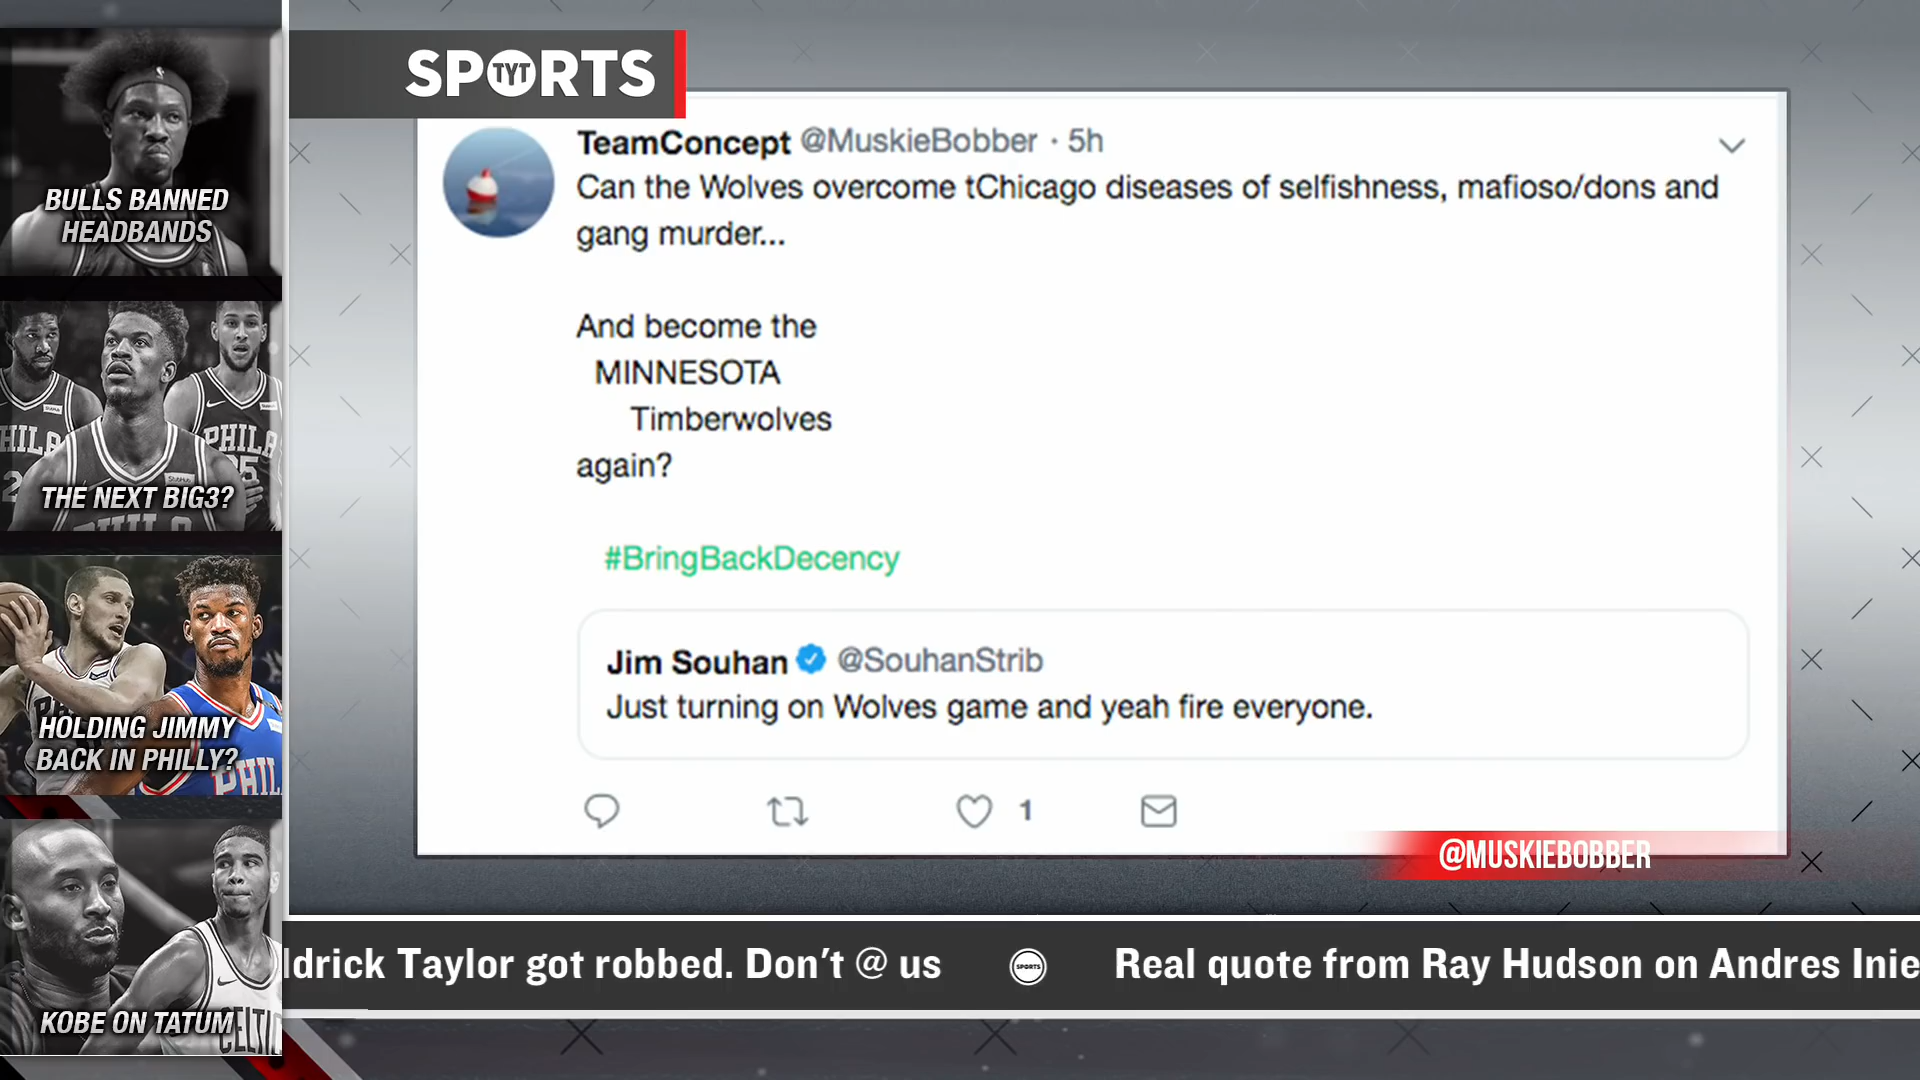 SPORTS
TYT
BULLS BANNED
HEADBANDS
THE NEXT BIG3?
HOLDING JIMMY
BACK IN PHILLY?
KOBE ON TATUM
TeamConcept @MuskieBobber · 5h
Can the Wolves overcome tChicago diseases of selfishness, mafioso/dons and
gang murder...
And become the
MINNESOTA
Timberwolves
again?
#BringBackDecency
Jim Souhan @SouhanStrib
Just turning on Wolves game and yeah fire everyone.
1
@MUSKIEBOBBER
ldrick Taylor got robbed. Don't @ us
SPORTS
Real quote from Ray Hudson on Andres Inie